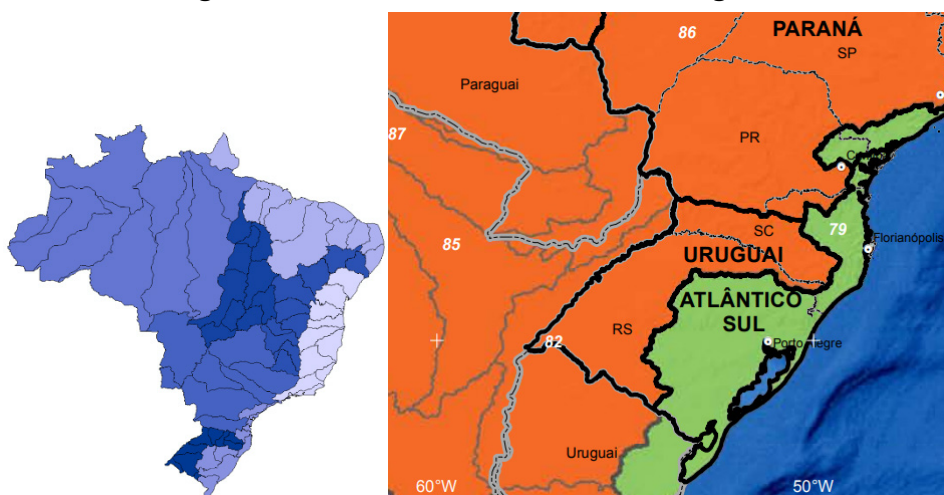 86
PARANÁ
SP
Paraguai
87
PR
85
SC
79
Florianópolis
URUGUAI
ATLÂNTICO
SUL
RS
82
Porto Alegre
Uruguai
60°W
50°W